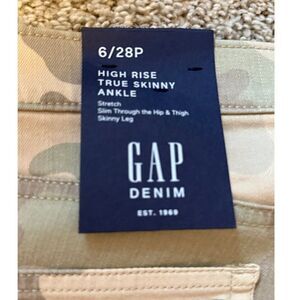 6/28P
HIGH RISE
TRUE SKINNY
ANKLE
Stretch
Slim Through the Hip & Thigh
Skinny Leg
GAP
DENIM
EST. 1969